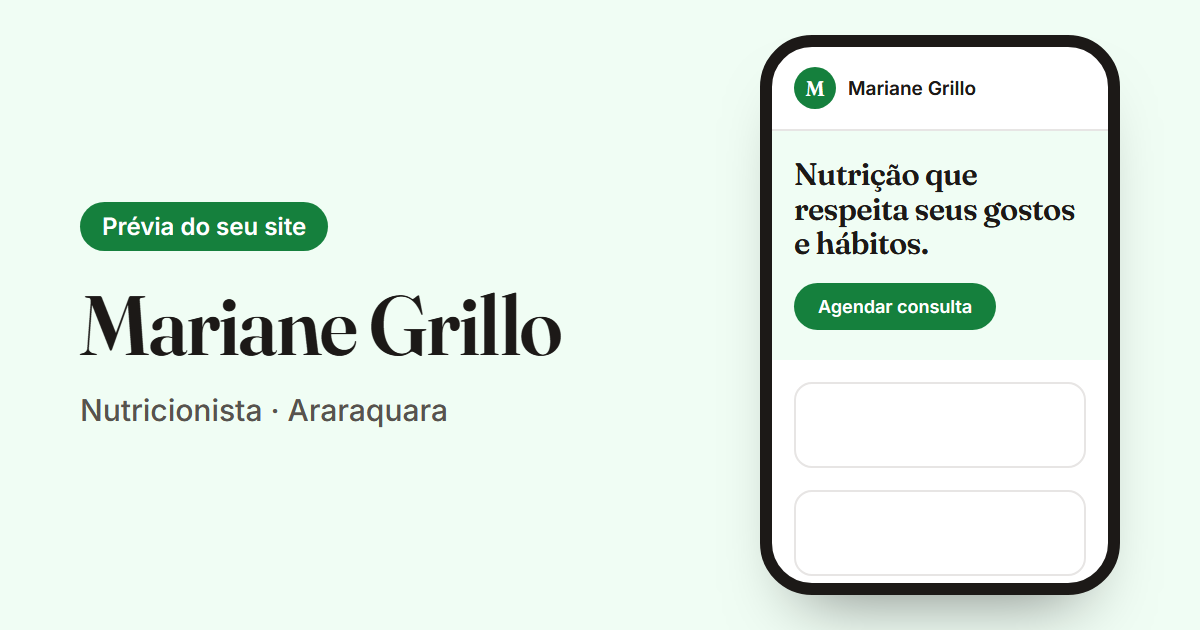 Prévia do seu site
Mariane Grillo
Nutricionista · Araraquara
M
Mariane Grillo
Nutrição que
respeita seus gostos
e hábitos.
Agendar consulta